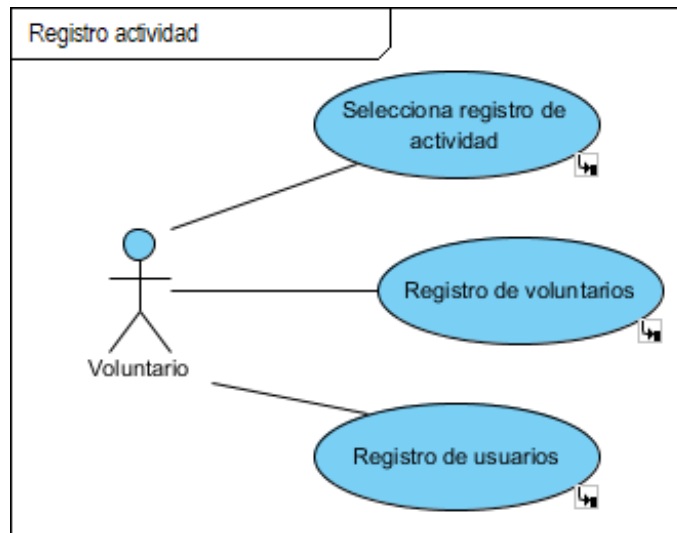 Registro actividad
Selecciona registro de
actividad
Registro de voluntarios
Voluntario
Registro de usuarios